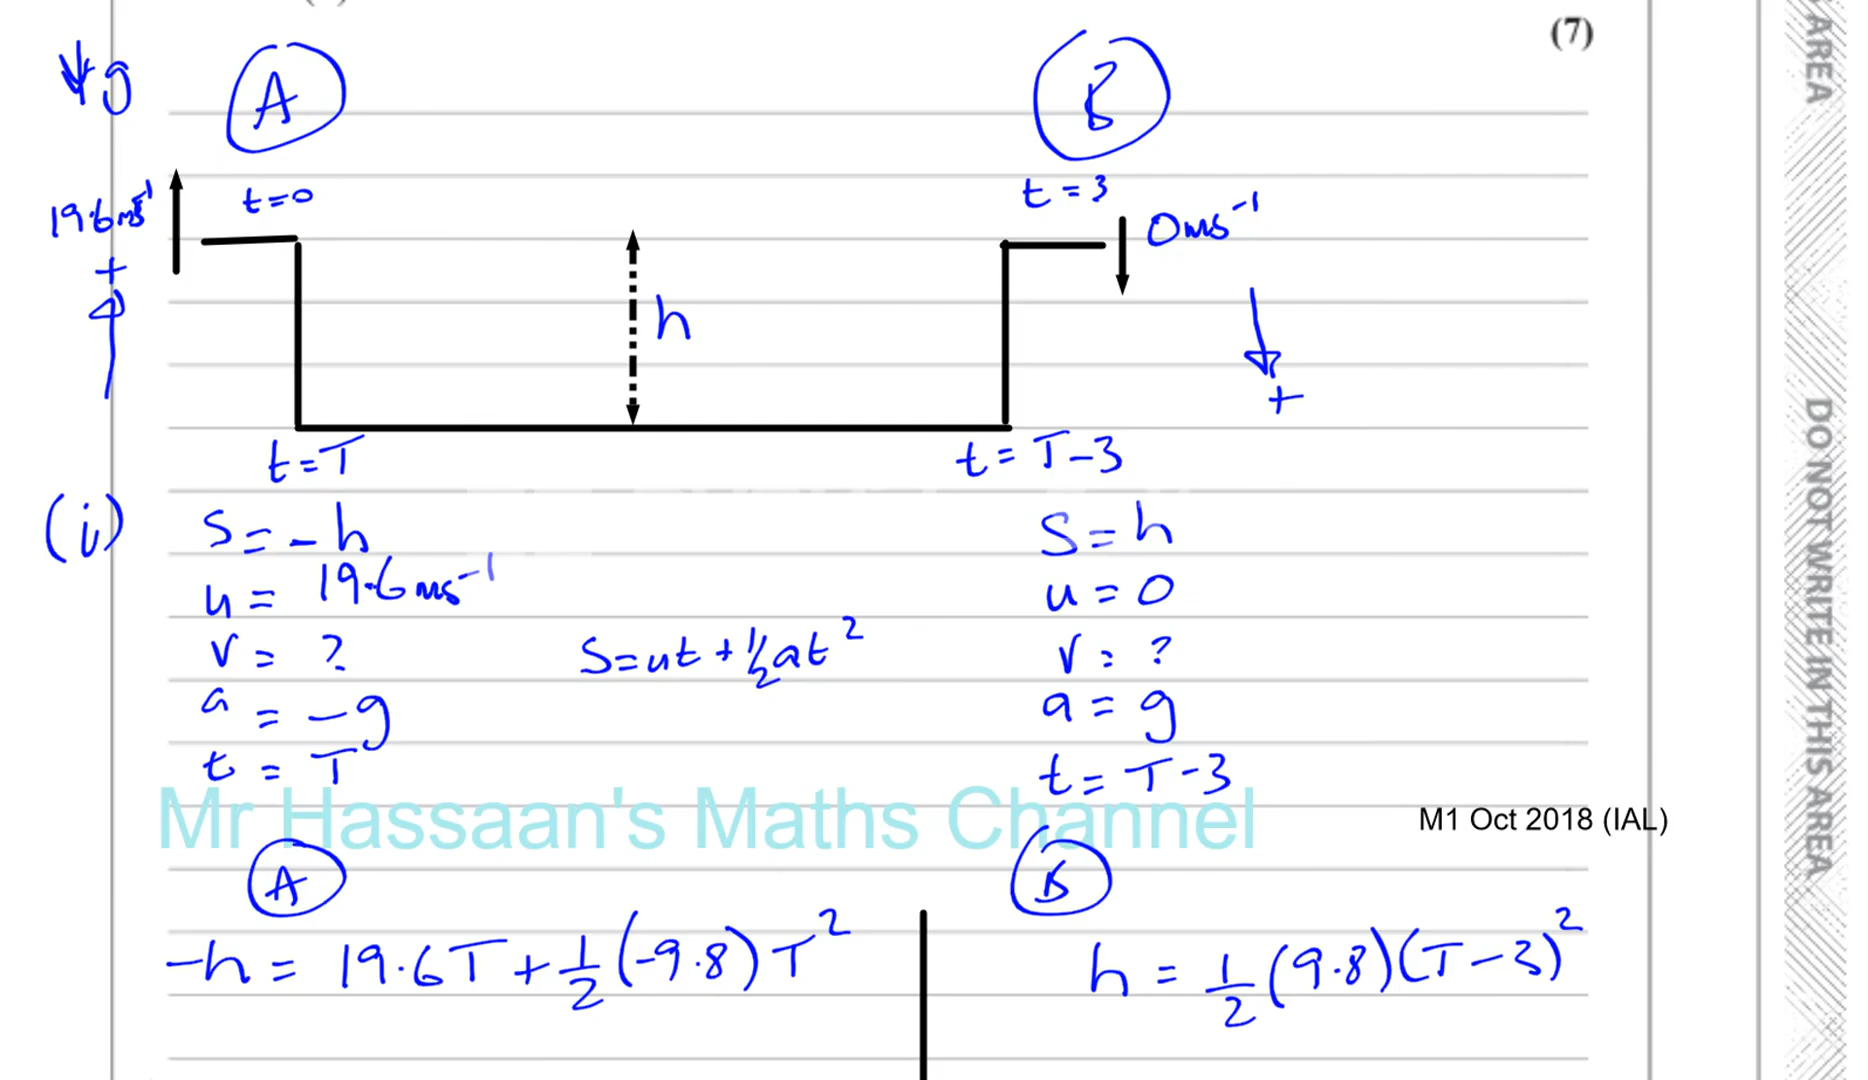 (7)
↓g
A
B
t=0
t=3
19.6ms⁻¹
0ms⁻¹
+
h
+
t=T
t=T-3
(i)
s=-h
s=h
u=19.6ms⁻¹
u=0
v=?
s=ut+½at²
v=?
a=-g
a=g
t=T
t=T-3
Mr Hassaan's Maths Channel
M1 Oct 2018 (IAL)
A
B
-h=19.6T+1/2(-9.8)T²
h=1/2(9.8)(T-3)²
AREA
DO NOT WRITE IN THIS AREA